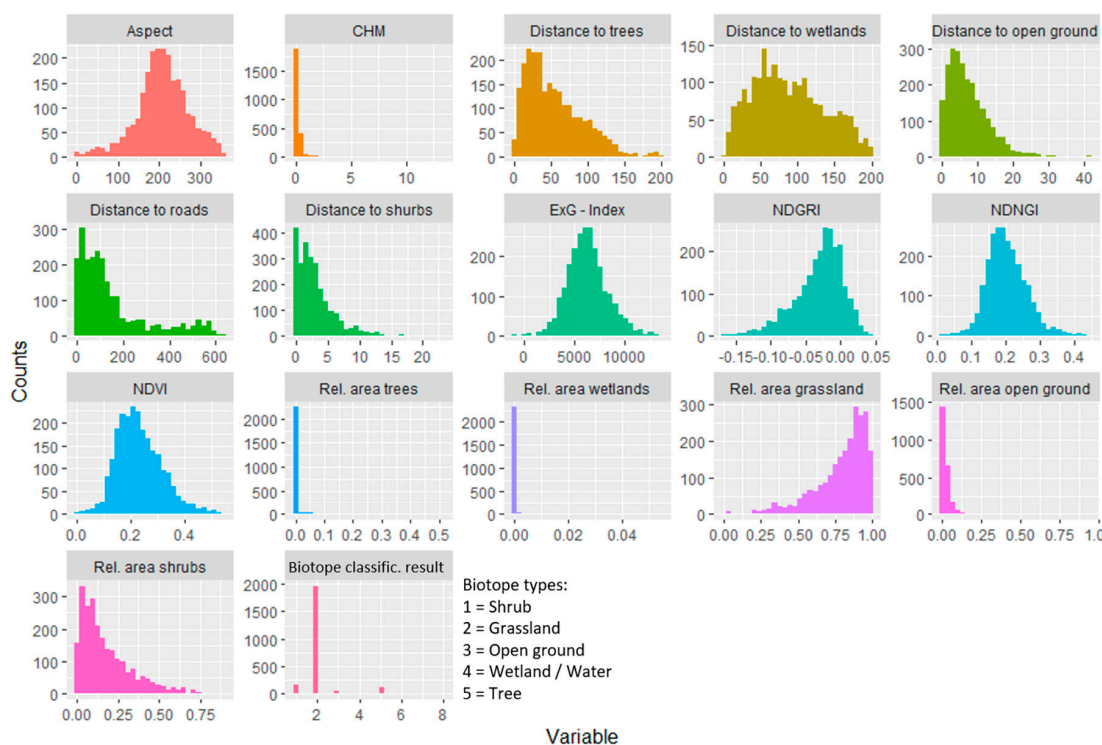 Aspect
CHM
Distance to trees
Distance to wetlands
Distance to open ground
200
150
100
50
0
0 100 200 300
1500
1000
500
0
0 5 10
200
150
100
50
0
0 50 100 150 200
150
100
50
0
0 50 100 150 200
300
200
100
0
0 10 20 30 40
Distance to roads
Distance to shurbs
ExG - Index
NDGRI
NDNGI
300
200
100
0
0 200 400 600
400
300
200
100
0
0 5 10 15 20
200
100
0
0 5000 10000
200
100
0
-0.15 -0.10 -0.05 0.00 0.05
200
100
0
0.0 0.1 0.2 0.3 0.4
Counts
NDVI
Rel. area trees
Rel. area wetlands
Rel. area grassland
Rel. area open ground
200
150
100
50
0
0.0 0.2 0.4
2000
1500
1000
500
0
0.0 0.1 0.2 0.3 0.4 0.5
2000
1500
1000
500
0
0.00 0.02 0.04
300
200
100
0
0.00 0.25 0.50 0.75 1.00
1500
1000
500
0
0.00 0.25 0.50 0.75 1.0
Rel. area shrubs
Biotope classific. result
300
200
100
0
0.00 0.25 0.50 0.75
2000
1500
1000
500
0
2 4 6 8
Biotope types:
1 = Shrub
2 = Grassland
3 = Open ground
4 = Wetland / Water
5 = Tree
Variable